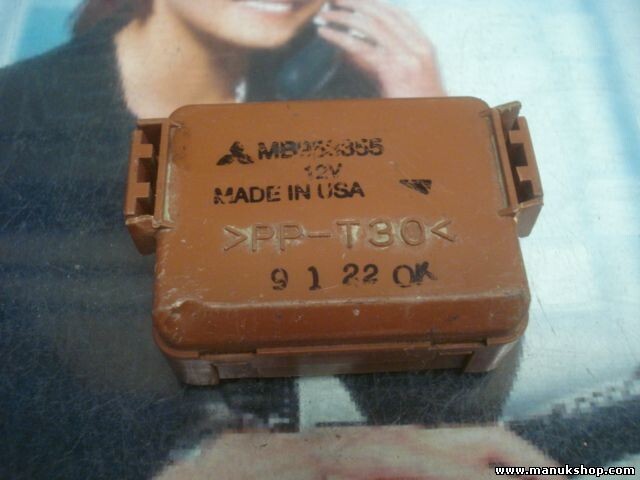 12V
MADE IN USA
>PP-T30<
9 1 22 OK
www.manukshop.com